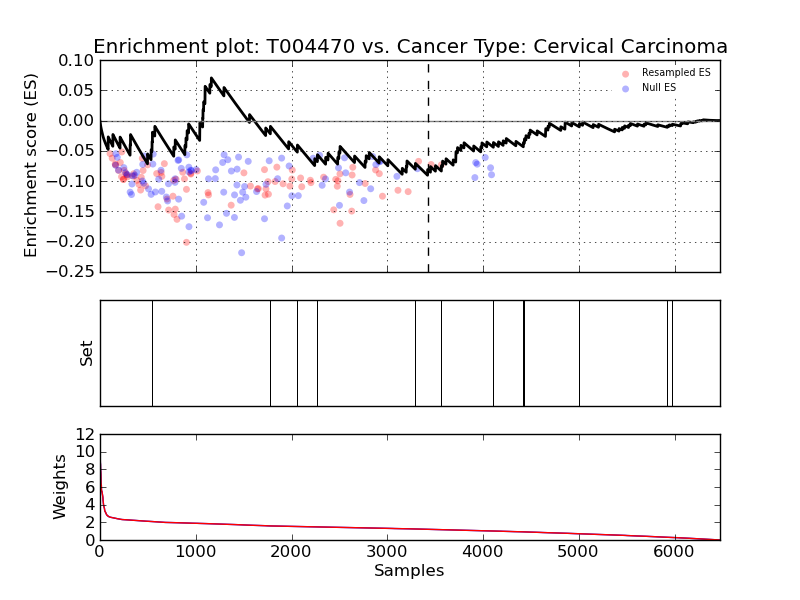 Enrichment plot: T004470 vs. Cancer Type: Cervical Carcinoma
Enrichment score (ES)
0.10
0.05
0.00
−0.05
−0.10
−0.15
−0.20
−0.25
Resampled ES
Null ES
Set
Weights
12
10
8
6
4
2
0
0 1000 2000 3000 4000 5000 6000
Samples